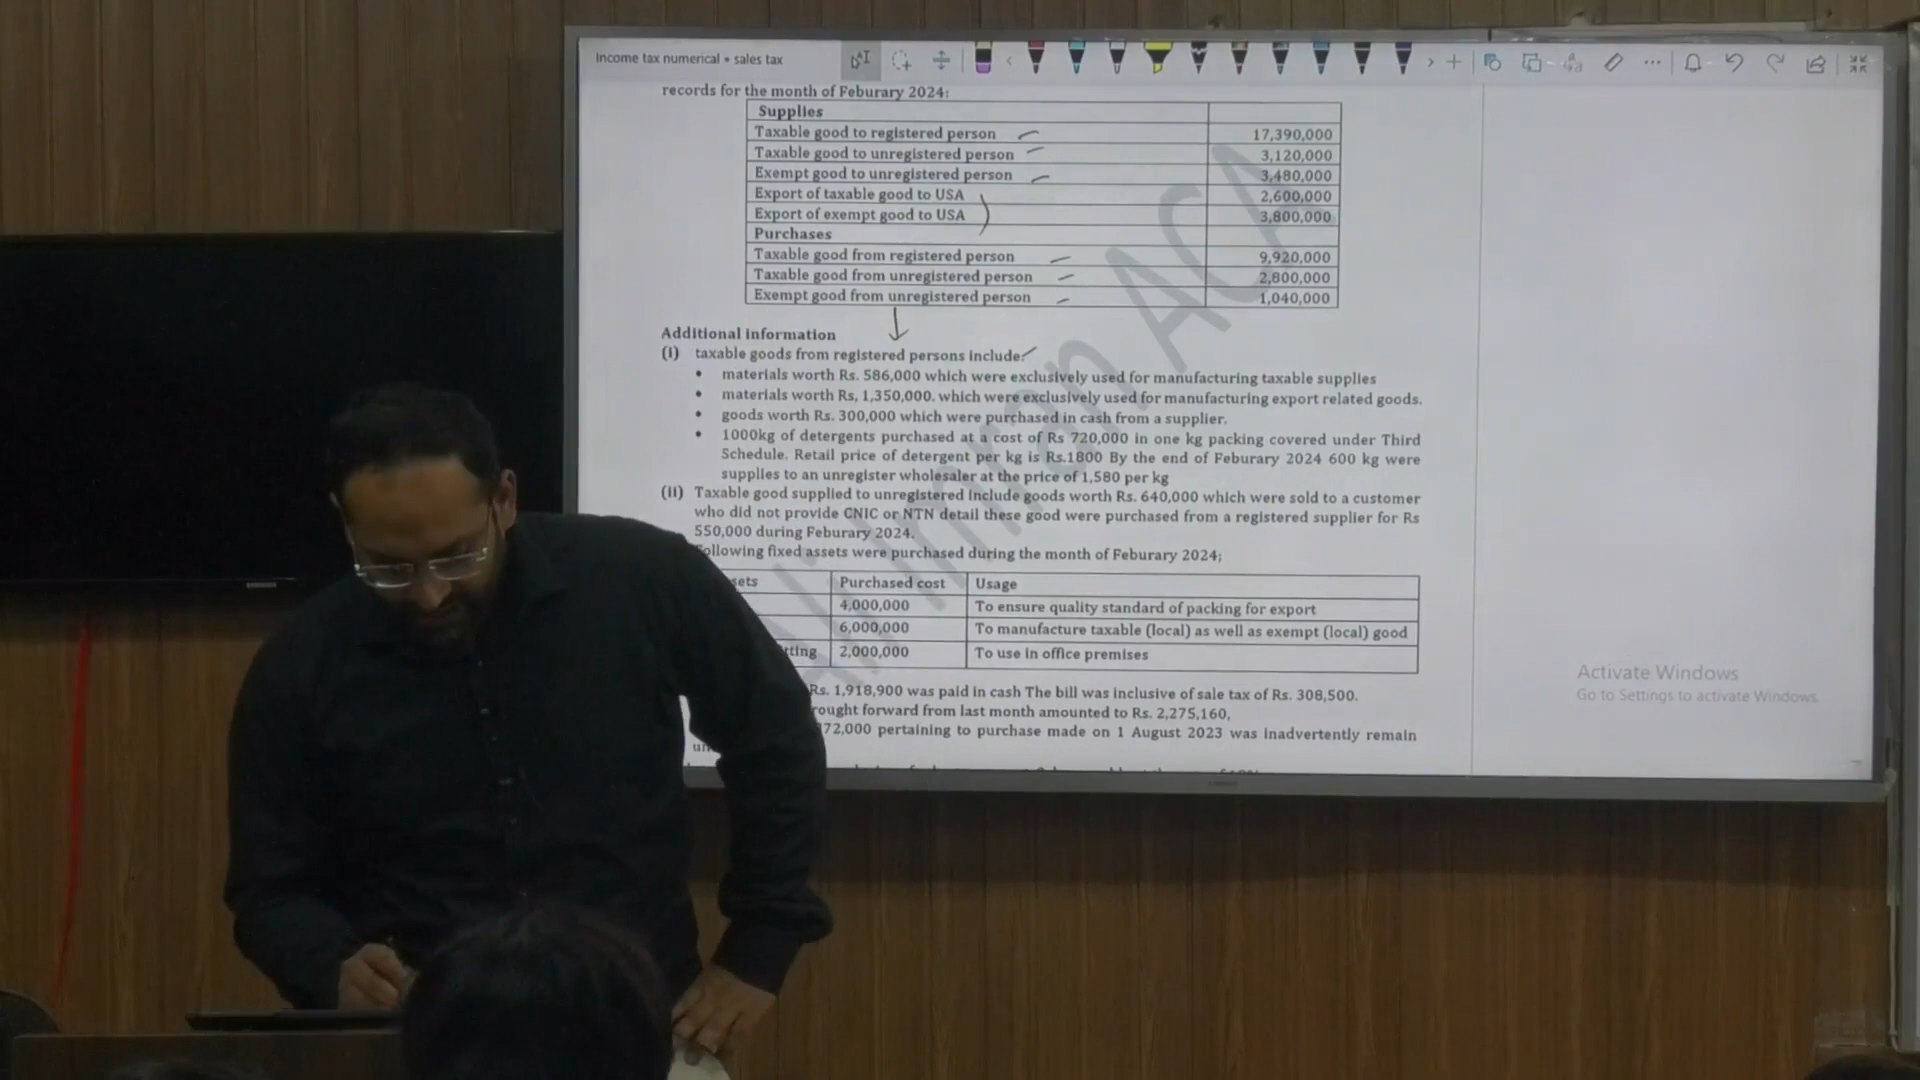 Income tax numerical + sales tax
records for the month of Feburary 2024:
Supplies
Taxable good to registered person 17,390,000
Taxable good to unregistered person 3,120,000
Exempt good to unregistered person 3,480,000
Export of taxable good to USA 2,600,000
Export of exempt good to USA 3,800,000
Purchases
Taxable good from registered person 9,920,000
Taxable good from unregistered person 2,800,000
Exempt good from unregistered person 1,040,000
Additional information
(I) taxable goods from registered persons include:
• materials worth Rs. 586,000 which were exclusively used for manufacturing taxable supplies
• materials worth Rs, 1,350,000. which were exclusively used for manufacturing export related goods.
• goods worth Rs. 300,000 which were purchased in cash from a supplier.
• 1000kg of detergents purchased at a cost of Rs 720,000 in one kg packing covered under Third
Schedule. Retail price of detergent per kg is Rs.1800 By the end of Feburary 2024 600 kg were
supplies to an unregister wholesaler at the price of 1,580 per kg
(II) Taxable good supplied to unregistered include goods worth Rs. 640,000 which were sold to a customer
who did not provide CNIC or NTN detail these good were purchased from a registered supplier for Rs
550,000 during Feburary 2024.
following fixed assets were purchased during the month of Feburary 2024;
sets Purchased cost Usage
4,000,000 To ensure quality standard of packing for export
6,000,000 To manufacture taxable (local) as well as exempt (local) good
tting 2,000,000 To use in office premises
Rs. 1,918,900 was paid in cash The bill was inclusive of sale tax of Rs. 308,500.
rought forward from last month amounted to Rs. 2,275,160,
72,000 pertaining to purchase made on 1 August 2023 was inadvertently remain
un
Ali Imran ACA
Activate Windows
Go to Settings to activate Windows.